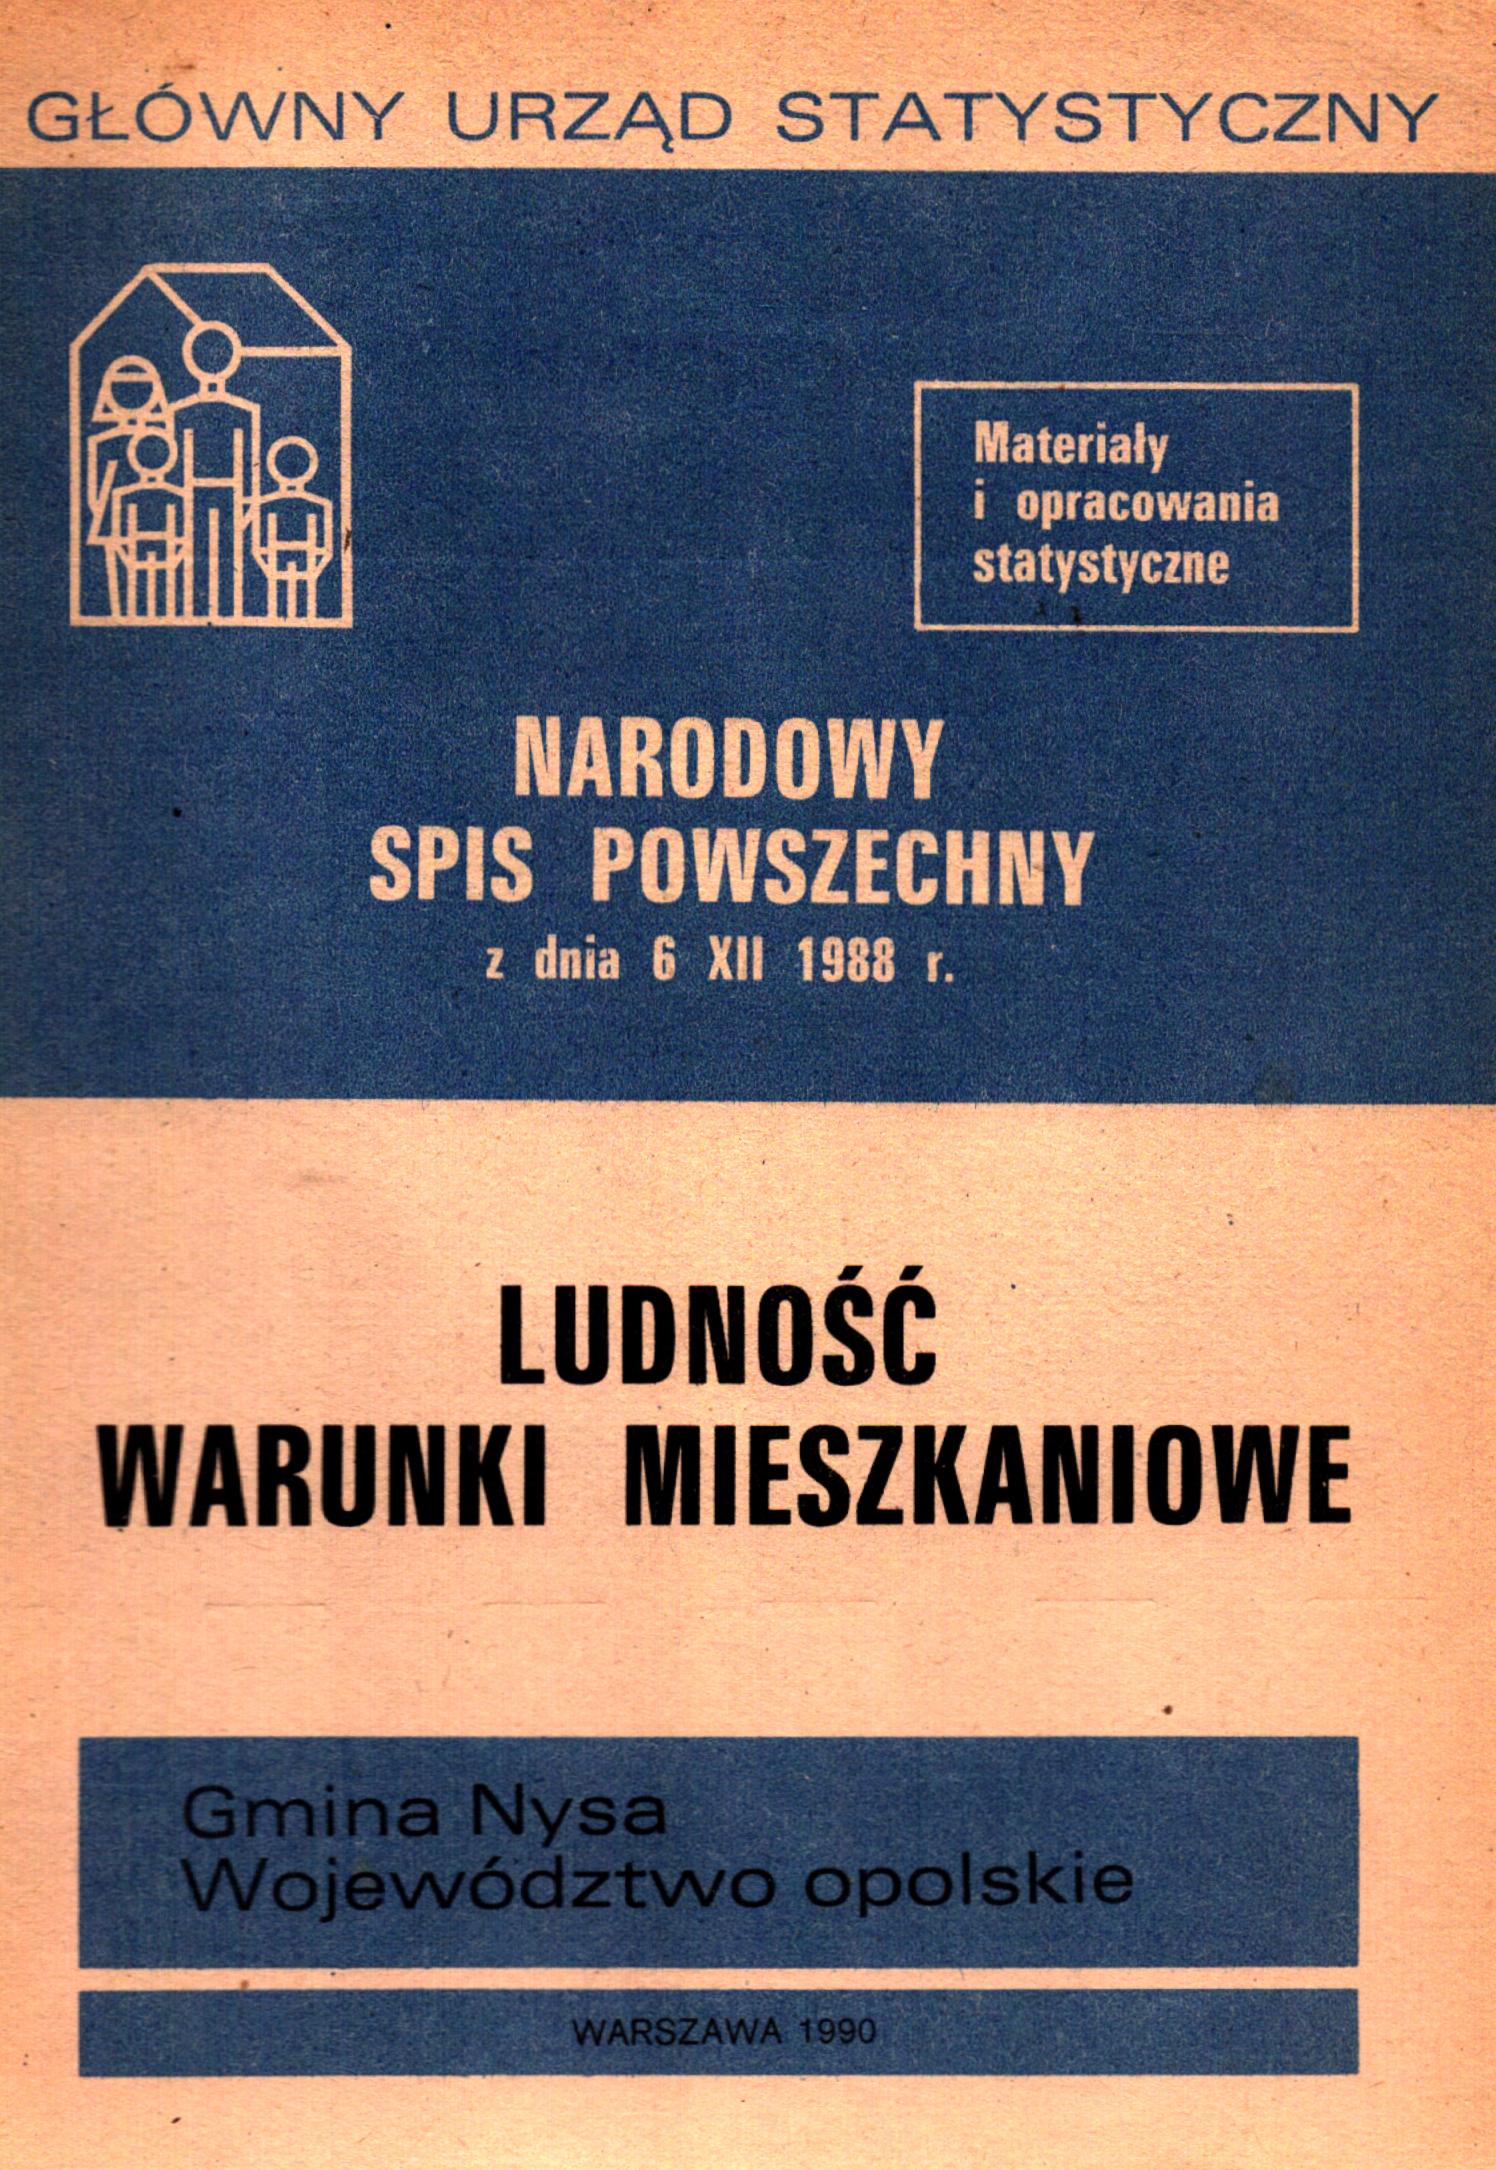 GŁÓWNY URZĄD STATYSTYCZNY
Materiały
i opracowania
statystyczne
NARODOWY
SPIS POWSZECHNY
z dnia 6 XII 1988 r.
LUDNOŚĆ
WARUNKI MIESZKANIOWE
Gmina Nysa
Województwo opolskie
WARSZAWA 1990